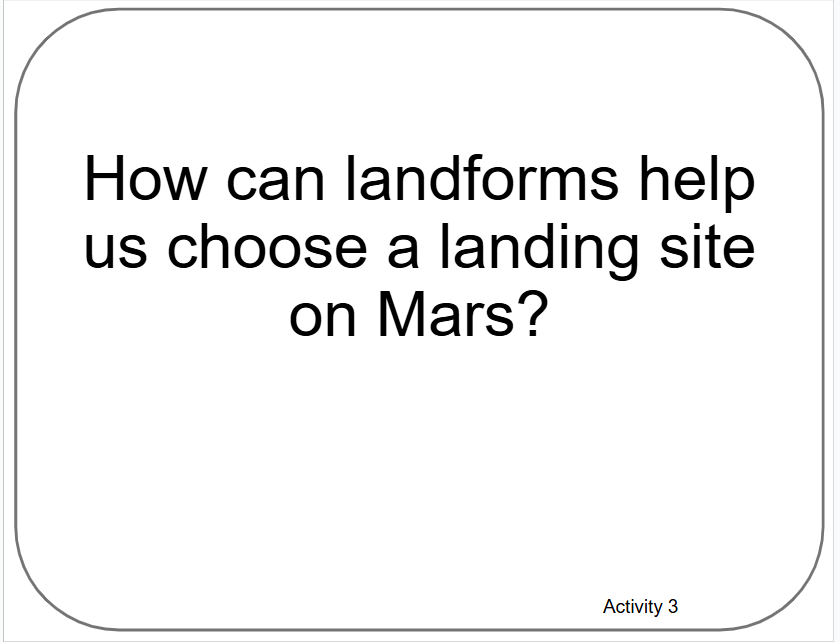 How can landforms help
us choose a landing site
on Mars?
Activity 3